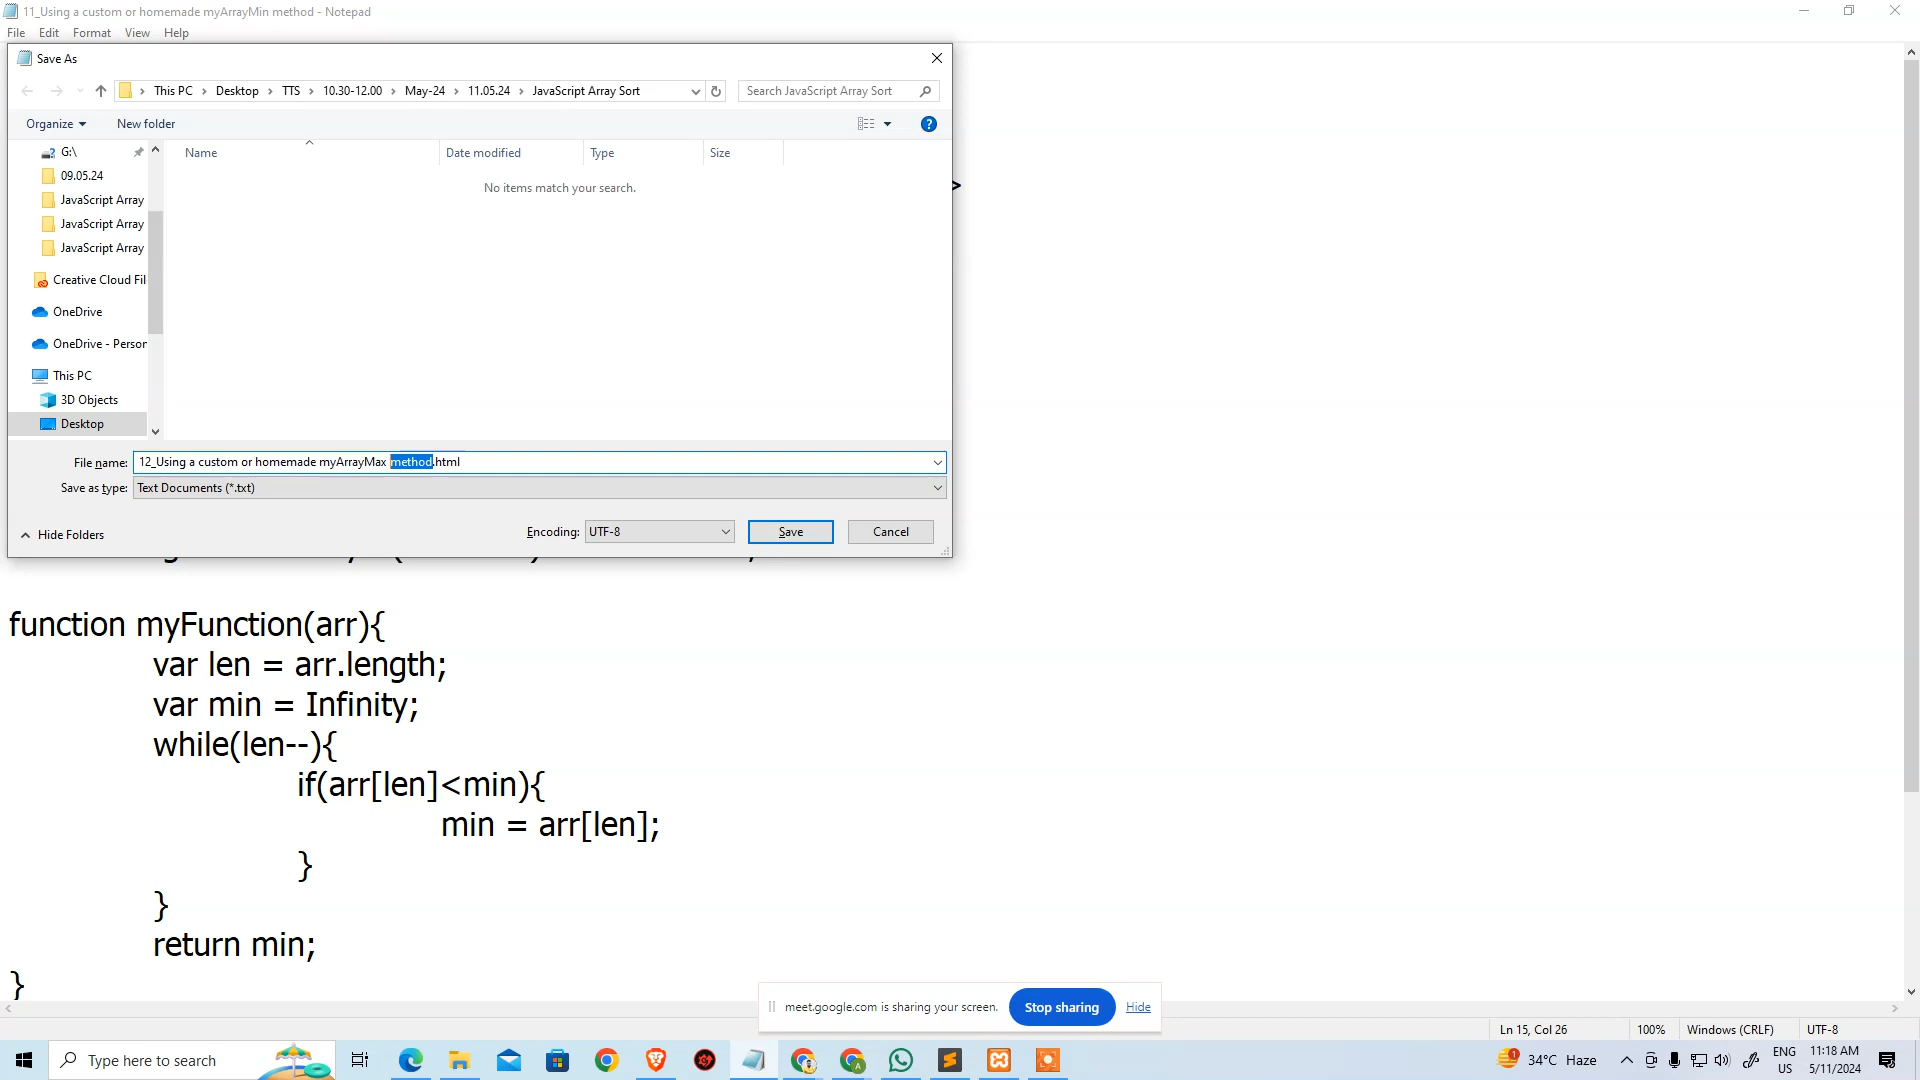 11_Using a custom or homemade myArrayMin method - Notepad
File Edit Format View Help
Save As
This PC Desktop TTS 10.30-12.00 May-24 11.05.24 JavaScript Array Sort
Search JavaScript Array Sort
Organize New folder
G:\
09.05.24
JavaScript Array
JavaScript Array
JavaScript Array
Creative Cloud Fil
OneDrive
OneDrive - Person
This PC
3D Objects
Desktop
Name Date modified Type Size
No items match your search.
>
File name: 12_Using a custom or homemade myArrayMax method.html
Save as type: Text Documents (*.txt)
Hide Folders
Encoding: UTF-8 Save Cancel
function myFunction(arr){
var len = arr.length;
var min = Infinity;
while(len--){
if(arr[len]<min){
min = arr[len];
}
}
return min;
}
meet.google.com is sharing your screen. Stop sharing Hide
Ln 15, Col 26 100% Windows (CRLF) UTF-8
Type here to search
34°C Haze
ENG
US
11:18 AM
5/11/2024